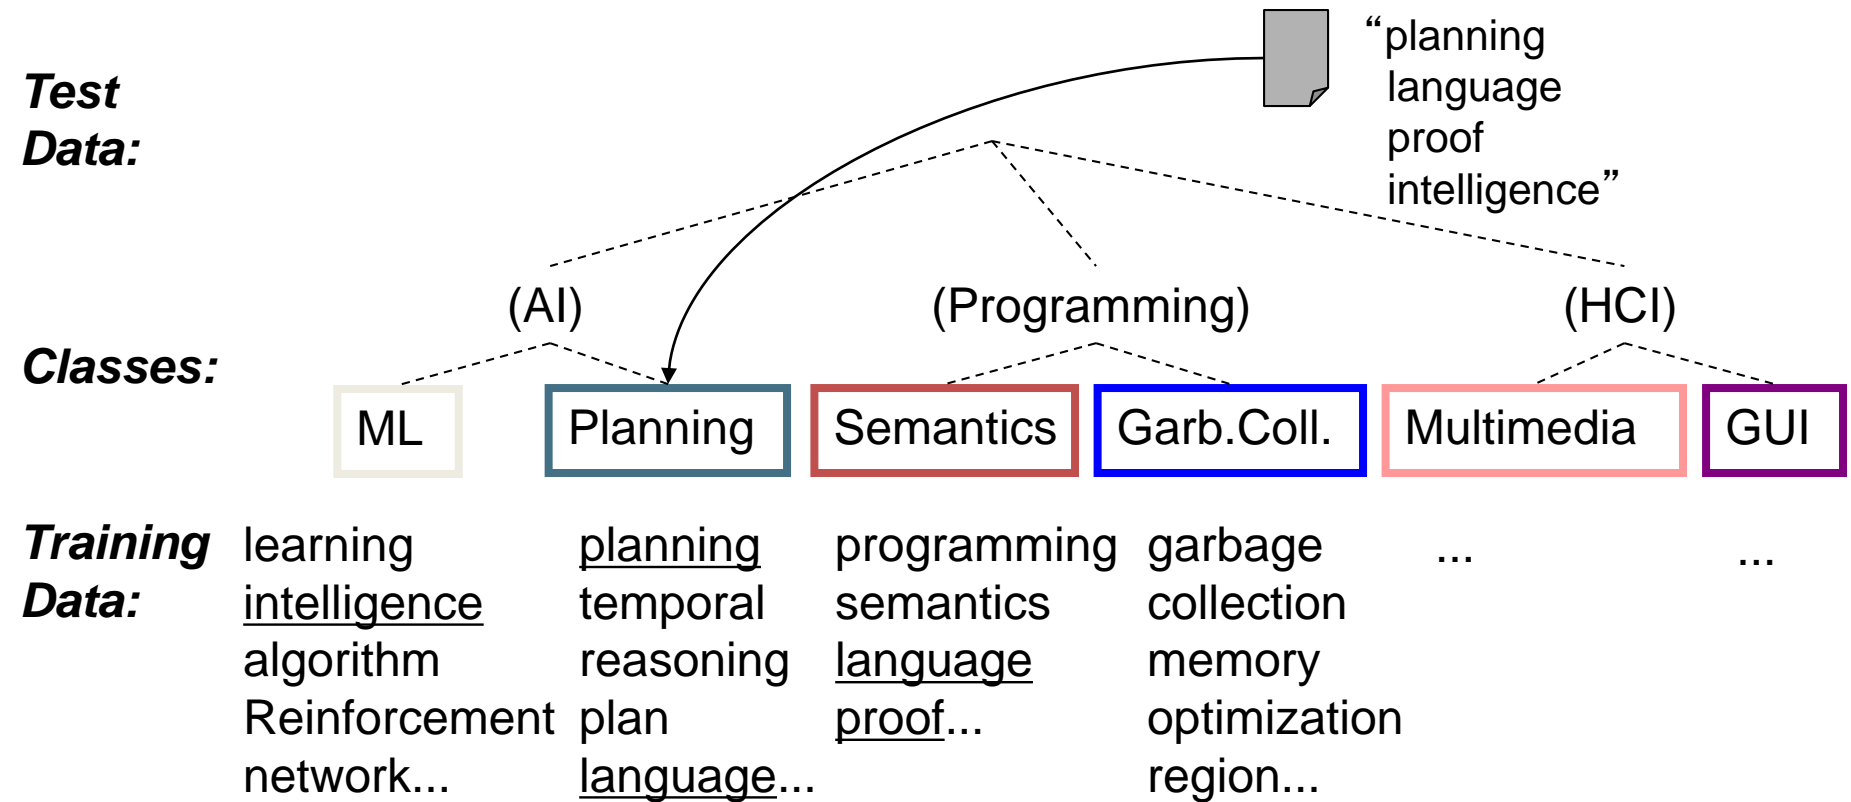 Test
Data:
“planning
language
proof
intelligence”
(AI)
(Programming)
(HCI)
Classes:
ML
Planning
Semantics
Garb.Coll.
Multimedia
GUI
Training
Data:
learning
intelligence
algorithm
Reinforcement
network...
planning
temporal
reasoning
plan
language...
programming
semantics
language
proof...
garbage
collection
memory
optimization
region...
...
...